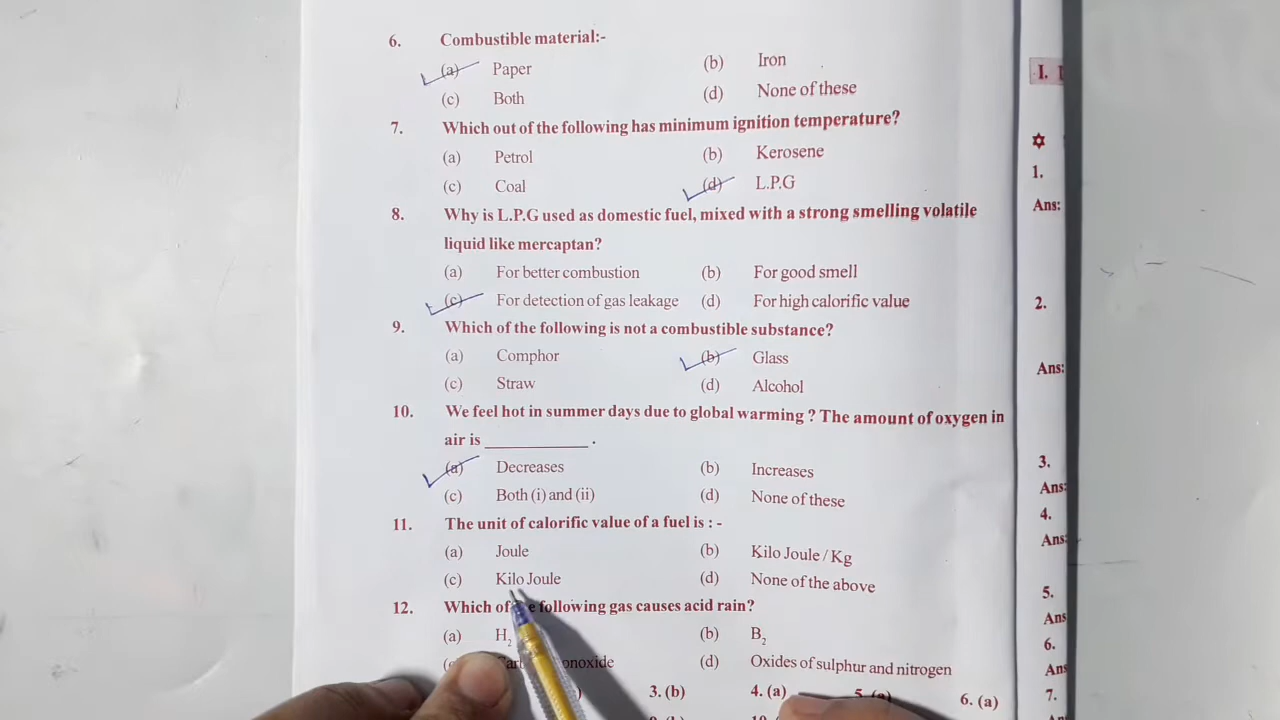 6. Combustible material:-
(a) Paper (b) Iron
(c) Both (d) None of these
7. Which out of the following has minimum ignition temperature?
(a) Petrol (b) Kerosene
(c) Coal (d) L.P.G
8. Why is L.P.G used as domestic fuel, mixed with a strong smelling volatile
liquid like mercaptan?
(a) For better combustion (b) For good smell
(c) For detection of gas leakage (d) For high calorific value
9. Which of the following is not a combustible substance?
(a) Comphor (b) Glass
(c) Straw (d) Alcohol
10. We feel hot in summer days due to global warming ? The amount of oxygen in
air is ____________ .
(a) Decreases (b) Increases
(c) Both (i) and (ii) (d) None of these
11. The unit of calorific value of a fuel is : -
(a) Joule (b) Kilo Joule / Kg
(c) Kilo Joule (d) None of the above
12. Which of following gas causes acid rain?
(a) H2 (b) B2
(d) Oxides of sulphur and nitrogen
3. (b) 4. (a) 5. (a) 6. (a)
I.
1.
Ans:
2.
Ans:
3.
Ans:
4.
Ans:
5.
Ans
6.
Ans
7.